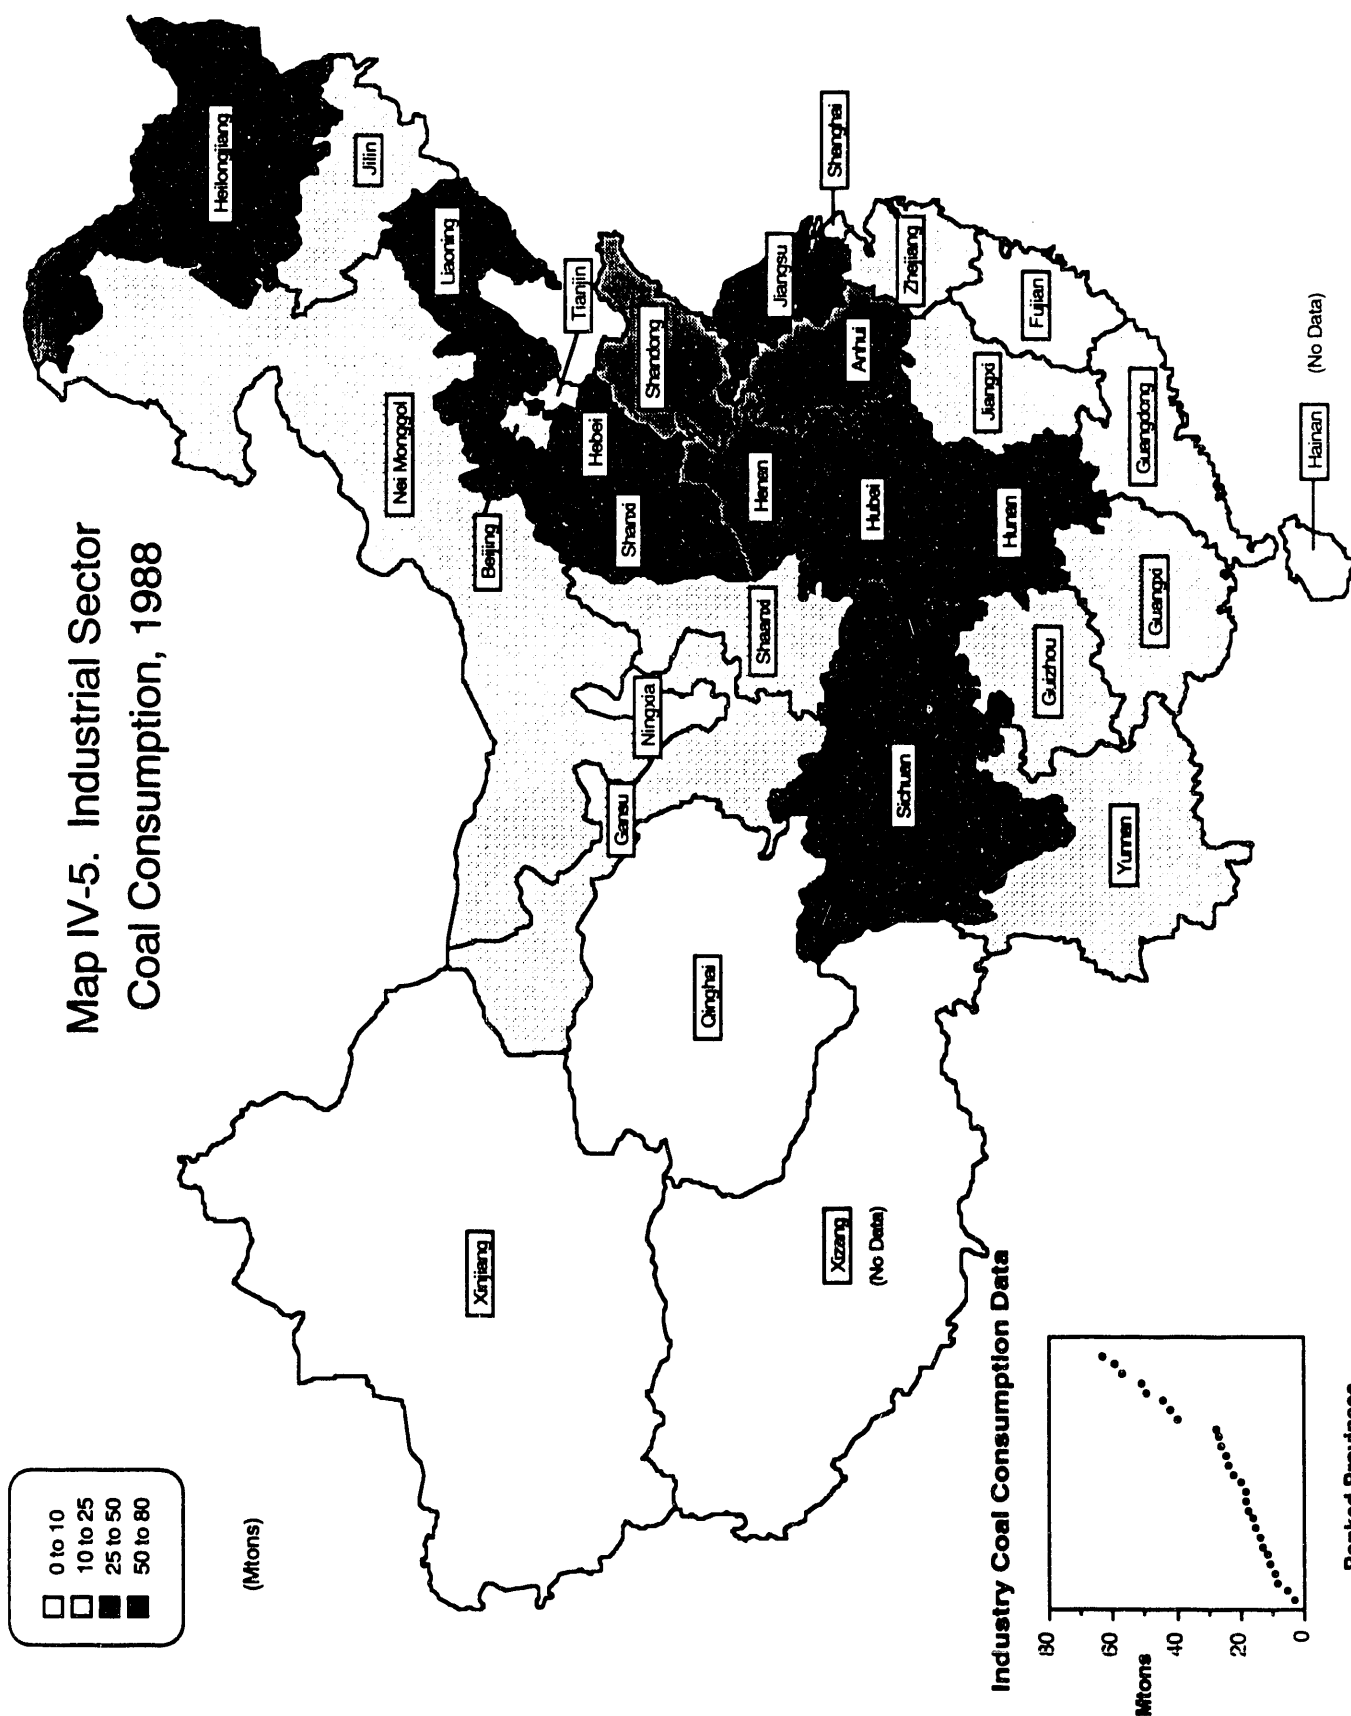 Map IV-5. Industrial Sector
Coal Consumption, 1988
0 to 10
10 to 25
25 to 50
50 to 80
(Mtons)
Heilongjiang
Jilin
Liaoning
Nei Monggol
Beijing
Tianjin
Hebei
Shanxi
Shandong
Henan
Jiangsu
Shanghai
Anhui
Zhejiang
Hubei
Hunan
Jiangxi
Fujian
Guangdong
Guangxi
Guizhou
Yunnan
Sichuan
Shaanxi
Ningxia
Gansu
Qinghai
Xinjiang
Xizang
(No Data)
Hainan
(No Data)
Industry Coal Consumption Data
80
60
40
20
0
Mtons
Ranked Provinces